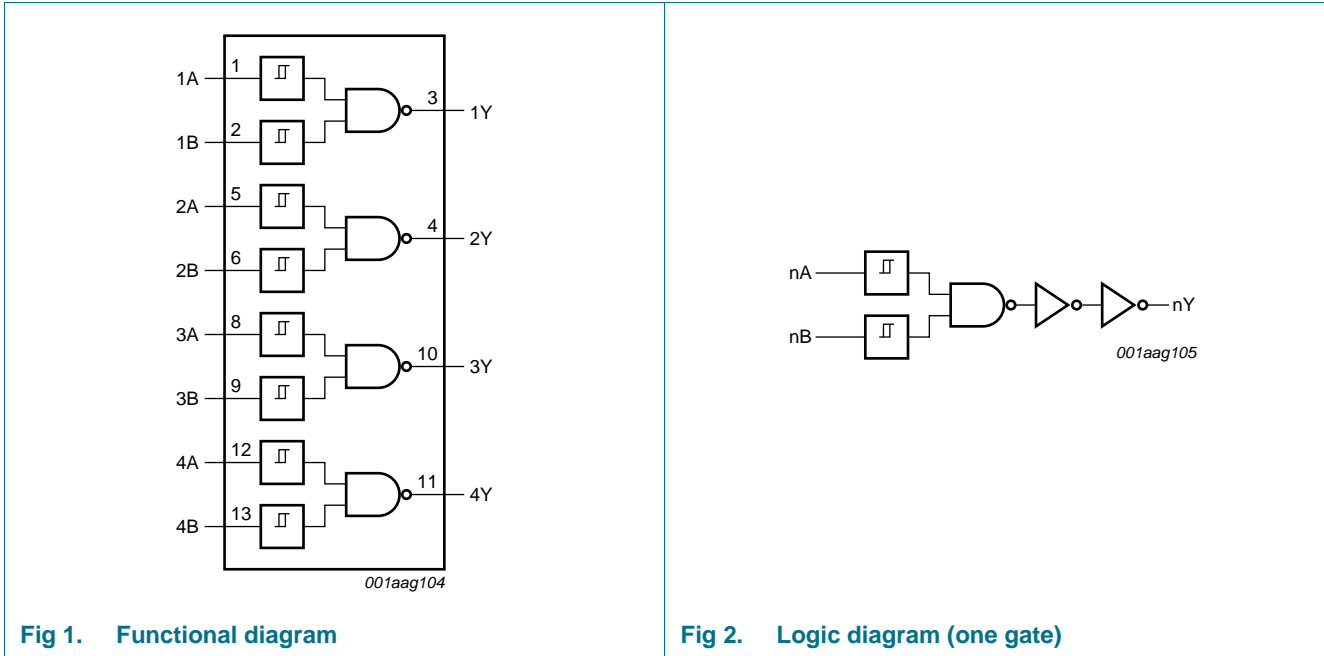 1A 1
3 1Y
1B 2
2A 5
4 2Y
2B 6
3A 8
10 3Y
3B 9
4A 12
11 4Y
4B 13
001aag104
Fig 1. Functional diagram
nA
nY
nB
001aag105
Fig 2. Logic diagram (one gate)